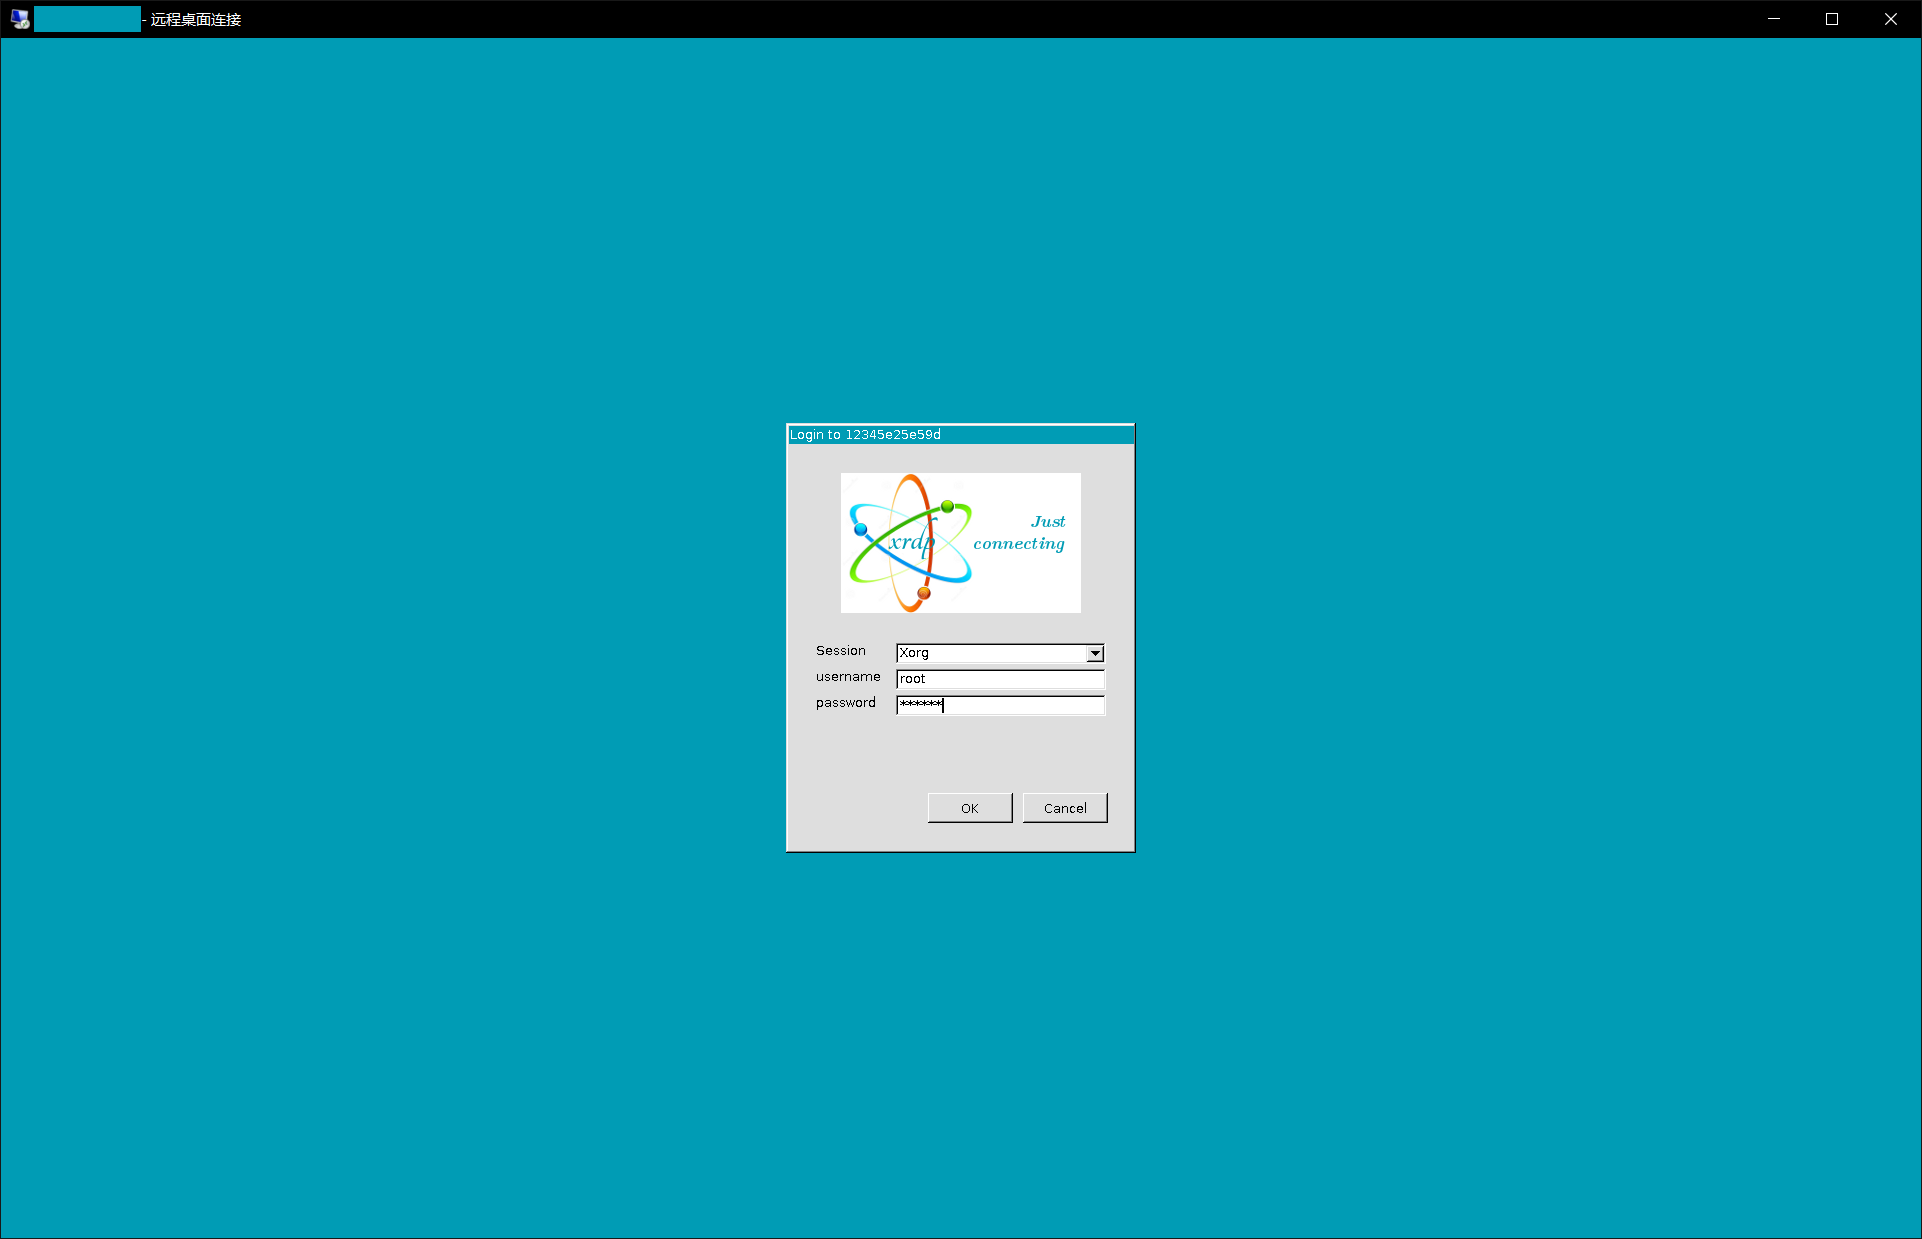 - 远程桌面连接
Login to 12345e25e59d
xrdp
Just
connecting
Session
Xorg
username
root
password
******
OK
Cancel